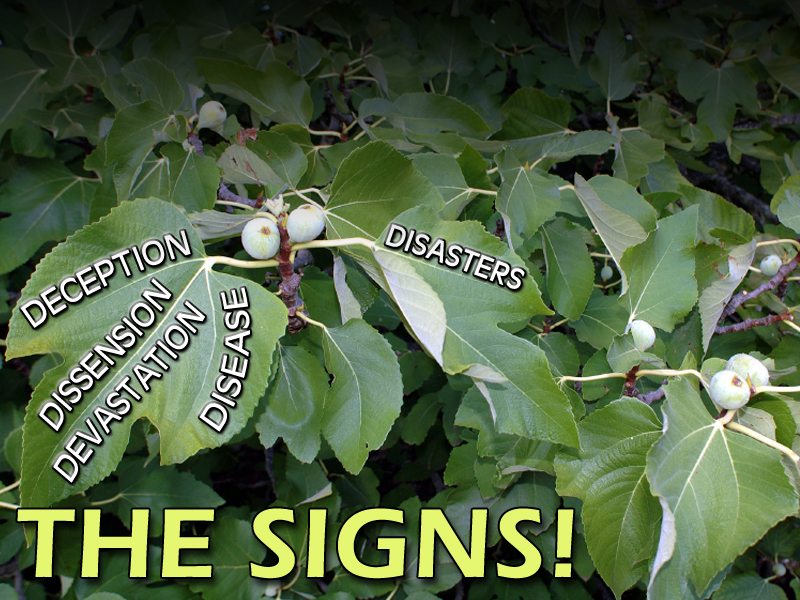 DECEPTION
DISSENSION
DEVASTATION
DISEASE
DISASTERS
THE SIGNS!